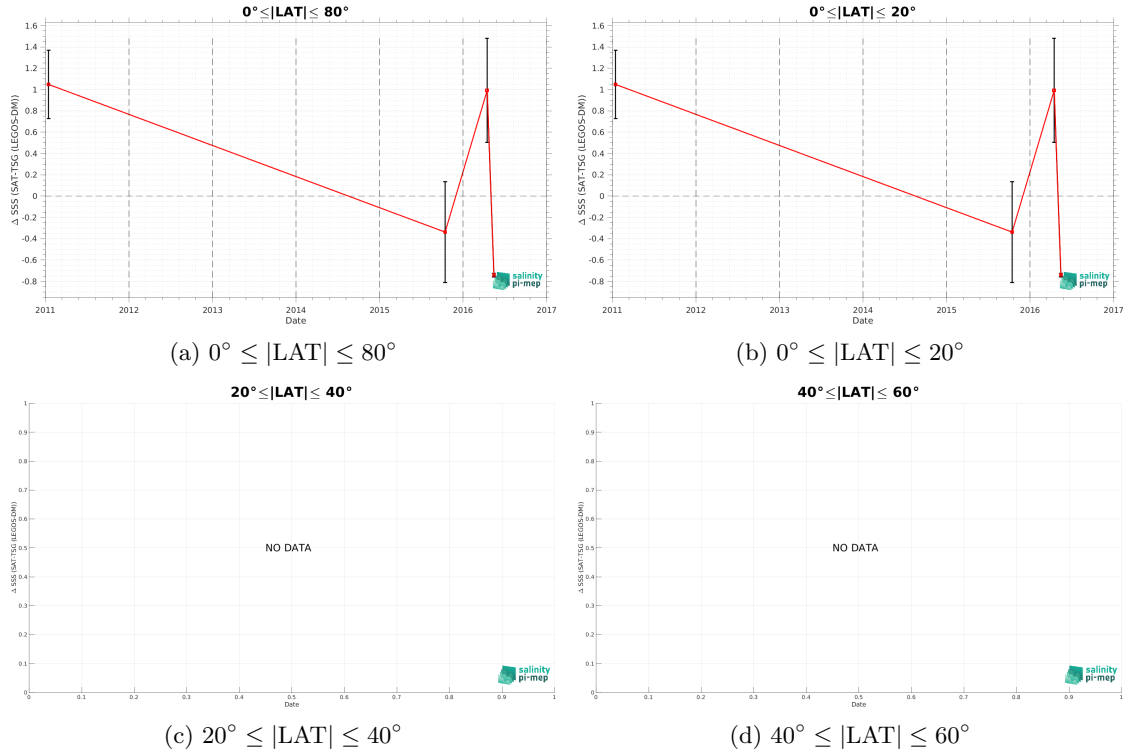 0°≤|LAT|≤ 80°
1.6
1.4
1.2
1
0.8
0.6
0.4
0.2
0
-0.2
-0.4
-0.6
-0.8
Δ SSS (SAT-TSG (LEGOS-DM))
2011 2012 2013 2014 2015 2016 2017
Date
salinity
pi-mep
(a) 0° ≤ |LAT| ≤ 80°
0°≤|LAT|≤ 20°
1.6
1.4
1.2
1
0.8
0.6
0.4
0.2
0
-0.2
-0.4
-0.6
-0.8
Δ SSS (SAT-TSG (LEGOS-DM))
2011 2012 2013 2014 2015 2016 2017
Date
salinity
pi-mep
(b) 0° ≤ |LAT| ≤ 20°
20°≤|LAT|≤ 40°
1
0.9
0.8
0.7
0.6
0.5
0.4
0.3
0.2
0.1
0
Δ SSS (SAT-TSG (LEGOS-DM))
NO DATA
0 0.1 0.2 0.3 0.4 0.5 0.6 0.7 0.8 0.9 1
Date
salinity
pi-mep
(c) 20° ≤ |LAT| ≤ 40°
40°≤|LAT|≤ 60°
1
0.9
0.8
0.7
0.6
0.5
0.4
0.3
0.2
0.1
0
Δ SSS (SAT-TSG (LEGOS-DM))
NO DATA
0 0.1 0.2 0.3 0.4 0.5 0.6 0.7 0.8 0.9 1
Date
salinity
pi-mep
(d) 40° ≤ |LAT| ≤ 60°